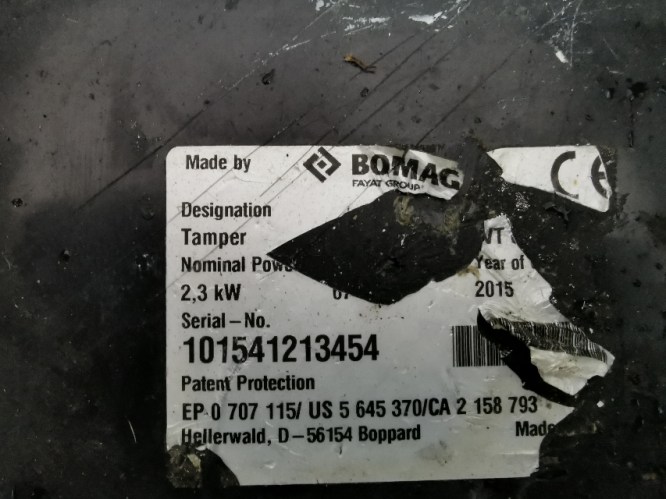 Made by BOMAG CE
FAYAT GROUP
Designation
Tamper
Nominal Year of
2,3 kW 2015
Serial-No.
101541213454
Patent Protection
EP 0 707 115/ US 5 645 370/CA 2 158 793
Hellerwald, D-56154 Boppard Made